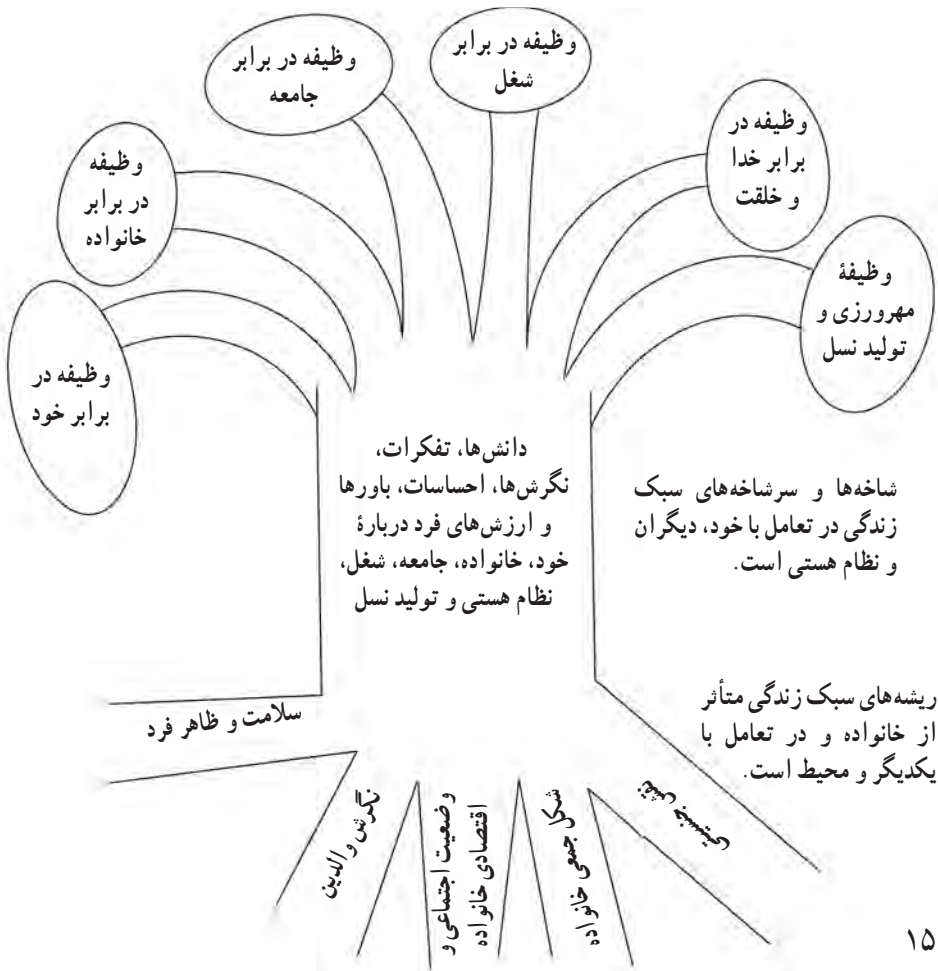 وظیفه در برابر
شغل
وظیفه در برابر
جامعه
وظیفه در
برابر خدا
و خلقت
وظیفه
در برابر
خانواده
وظیفهٔ
مهرورزی و
تولید نسل
وظیفه در
برابر خود
دانش‌ها، تفکرات،
نگرش‌ها، احساسات، باورها
و ارزش‌های فرد دربارهٔ
خود، خانواده، جامعه، شغل،
نظام هستی و تولید نسل
شاخه‌ها و سرشاخه‌های سبک
زندگی در تعامل با خود، دیگران
و نظام هستی است.
ریشه‌های سبک زندگی متأثر
از خانواده و در تعامل با
یکدیگر و محیط است.
سلامت و ظاهر فرد
نگرش والدین
وضعیت اجتماعی و
اقتصادی خانواده
شکل جمعی خانواده
نقش جنسیتی
۱۵